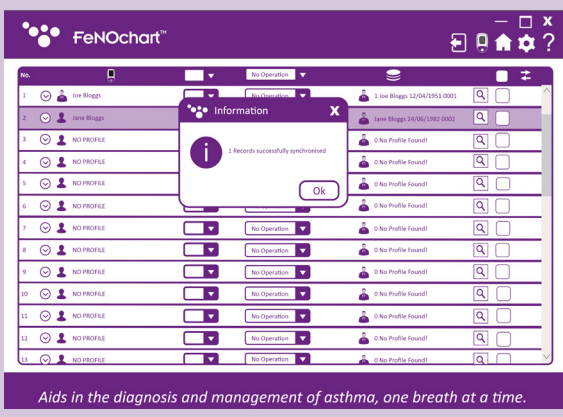 FeNOchart™
X
?
No.
No Operation
1 Joe Bloggs No Operation 1 Joe Bloggs 12/04/1951 0001
2 Jane Bloggs Jane Bloggs 24/06/1982 0002
Information X
i
1 Records successfully synchronised
Ok
3 NO PROFILE 0 No Profile Found!
4 NO PROFILE 0 No Profile Found!
5 NO PROFILE 0 No Profile Found!
6 NO PROFILE No Operation 0 No Profile Found!
7 NO PROFILE No Operation 0 No Profile Found!
8 NO PROFILE No Operation 0 No Profile Found!
9 NO PROFILE No Operation 0 No Profile Found!
10 NO PROFILE No Operation 0 No Profile Found!
11 NO PROFILE No Operation 0 No Profile Found!
12 NO PROFILE No Operation 0 No Profile Found!
13 NO PROFILE No Operation 0 No Profile Found!
Aids in the diagnosis and management of asthma, one breath at a time.